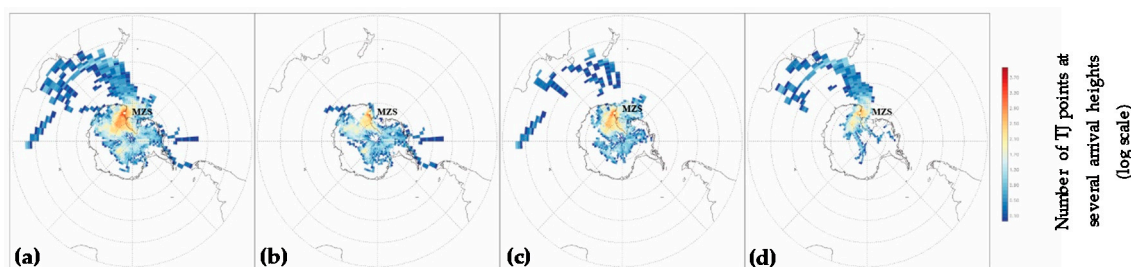 MZS
MZS
MZS
MZS
(a)
(b)
(c)
(d)
Number of TJ points at
several arrival heights
(log scale)